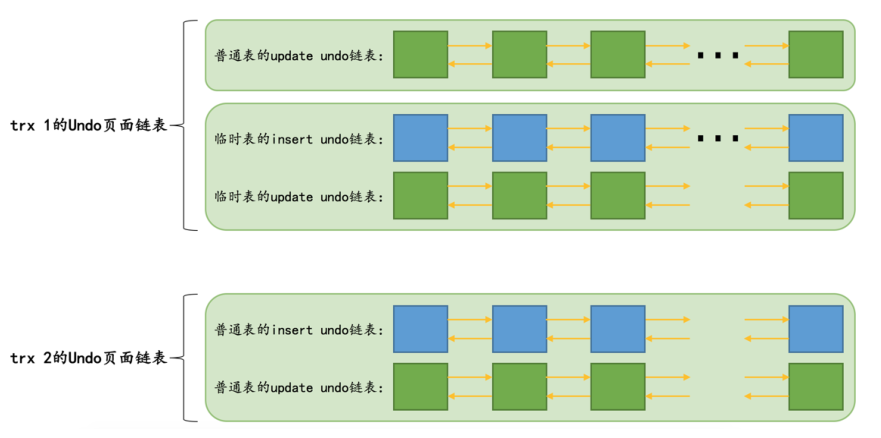 普通表的update undo链表:
trx 1的Undo页面链表
临时表的insert undo链表:
临时表的update undo链表:
普通表的insert undo链表:
trx 2的Undo页面链表
普通表的update undo链表: